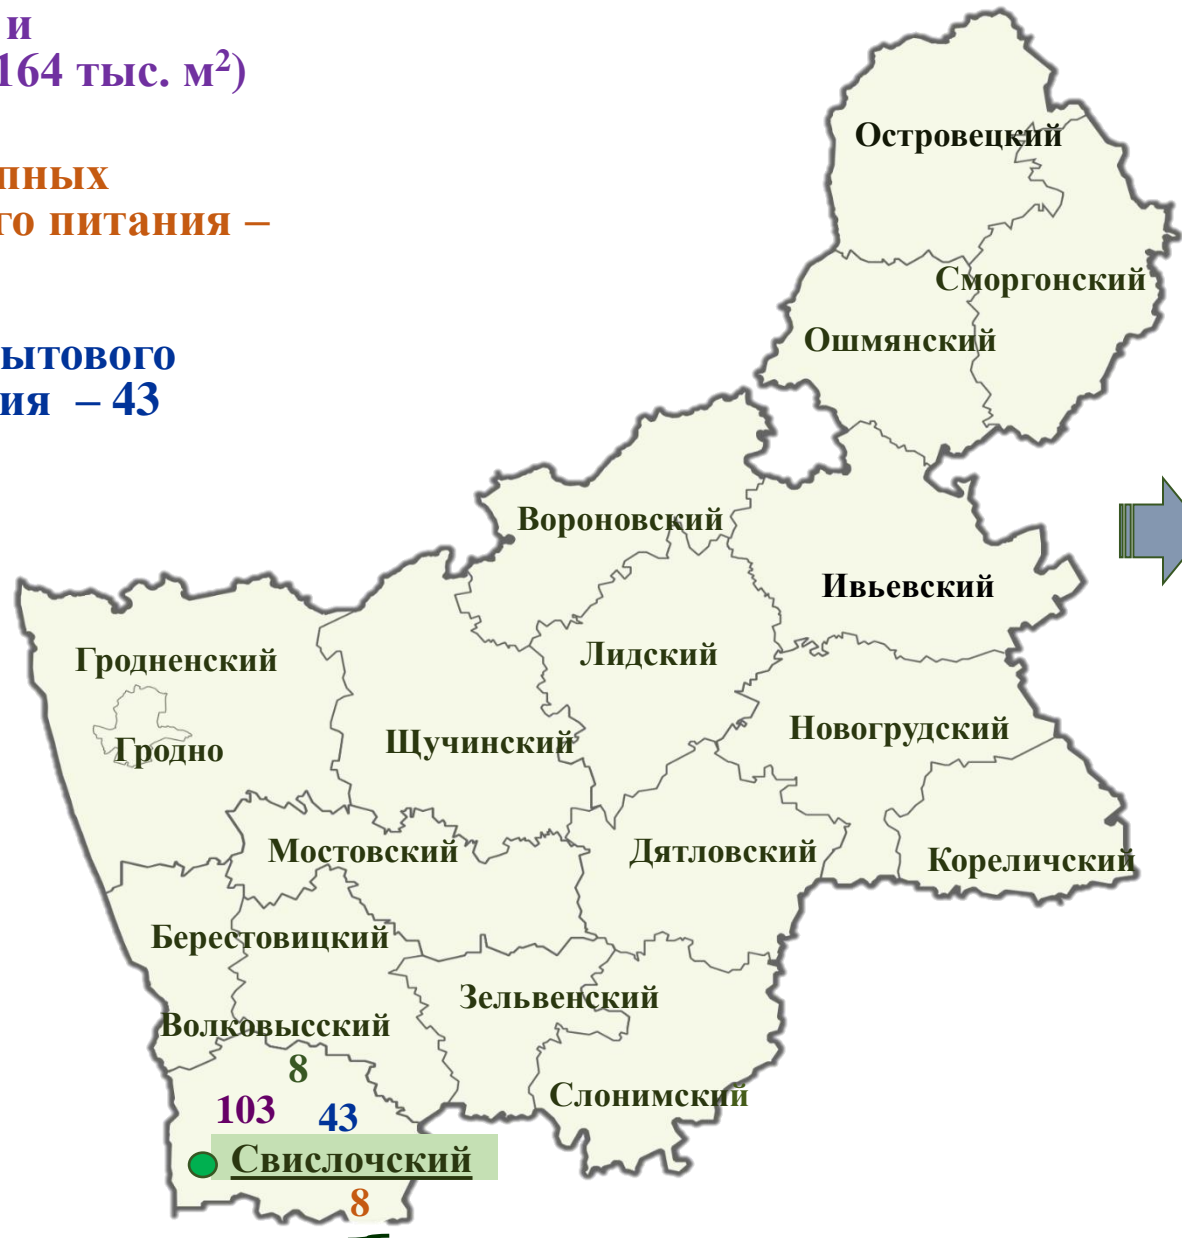 и
164 тыс. м²)
пных
го питания –
ытового
ия – 43
Островецкий
Сморгонский
Ошмянский
Вороновский
Ивьевский
Лидский
Гродненский
Новогрудский
Щучинский
Гродно
Мостовский
Дятловский
Кореличский
Берестовицкий
Зельвенский
Волковысский
8
Слонимский
103 43
Свислочский
8